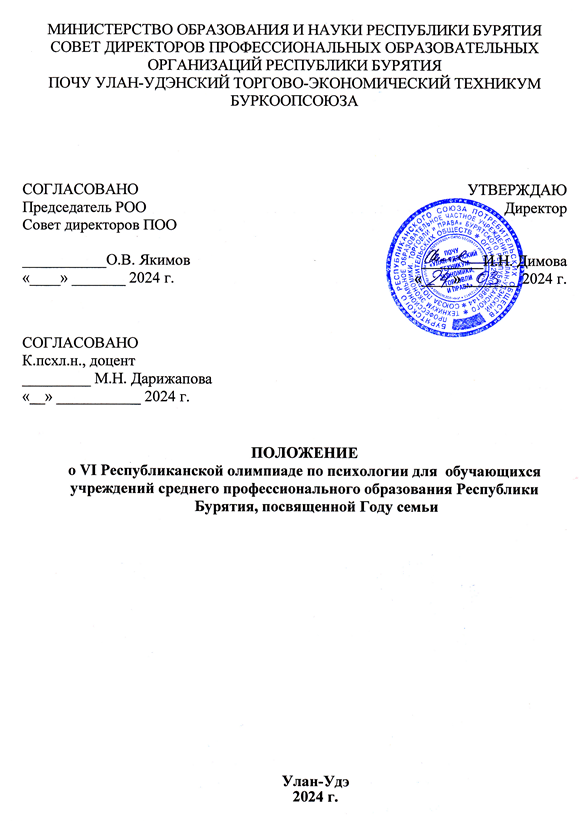 МИНИСТЕРСТВО ОБРАЗОВАНИЯ И НАУКИ РЕСПУБЛИКИ БУРЯТИЯ
СОВЕТ ДИРЕКТОРОВ ПРОФЕССИОНАЛЬНЫХ ОБРАЗОВАТЕЛЬНЫХ
ОРГАНИЗАЦИЙ РЕСПУБЛИКИ БУРЯТИЯ
ПОЧУ УЛАН-УДЭНСКИЙ ТОРГОВО-ЭКОНОМИЧЕСКИЙ ТЕХНИКУМ
БУРКООПСОЮЗА
СОГЛАСОВАНО УТВЕРЖДАЮ
Председатель РОО Директор
Совет директоров ПОО
___________О.В. Якимов И.Н. Димова
«____» _______ 2024 г. «29» 03 2024 г.
СОГЛАСОВАНО
К.псхл.н., доцент
_________ М.Н. Дарижапова
«__» ___________ 2024 г.
ПОЛОЖЕНИЕ
о VI Республиканской олимпиаде по психологии для обучающихся
учреждений среднего профессионального образования Республики
Бурятия, посвященной Году семьи
Улан-Удэ
2024 г.